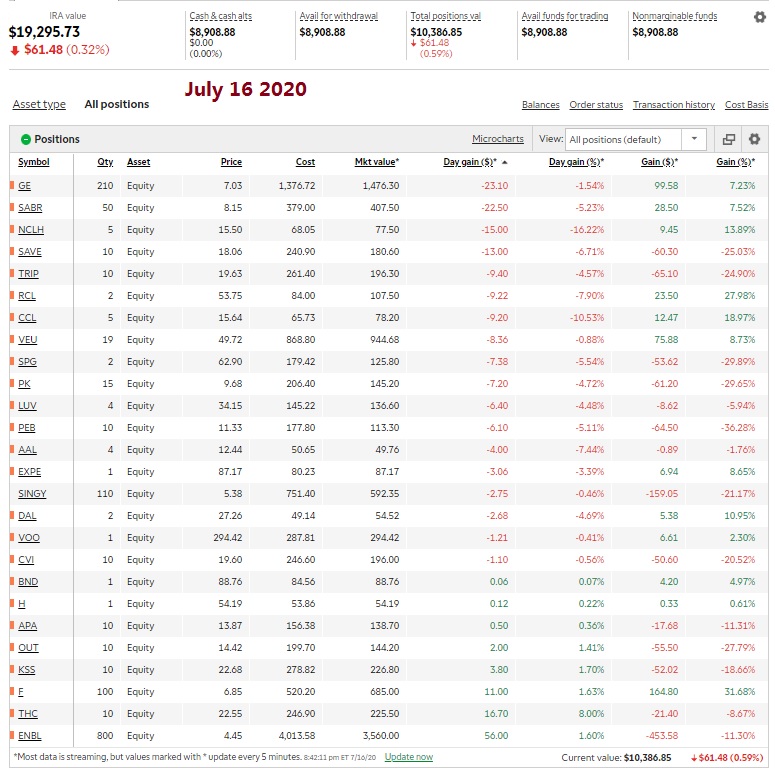 IRA value
$19,295.73
$61.48 (0.32%)
Cash & cash alts
$8,908.88
$0.00
(0.00%)
Avail for withdrawal
$8,908.88
Total positions val
$10,386.85
$61.48
(0.59%)
Avail funds for trading
$8,908.88
Nonmarginable funds
$8,908.88
July 16 2020
Asset type All positions
Balances Order status Transaction history Cost Basis
Positions Microcharts View: All positions (default)
Symbol Qty Asset Price Cost Mkt value* Day gain ($)* Day gain (%)* Gain ($)* Gain (%)*
GE 210 Equity 7.03 1,376.72 1,476.30 -23.10 -1.54% 99.58 7.23%
SABR 50 Equity 8.15 379.00 407.50 -22.50 -5.23% 28.50 7.52%
NCLH 5 Equity 15.50 68.05 77.50 -15.00 -16.22% 9.45 13.89%
SAVE 10 Equity 18.06 240.90 180.60 -13.00 -6.71% -60.30 -25.03%
TRIP 10 Equity 19.63 261.40 196.30 -9.40 -4.57% -65.10 -24.90%
RCL 2 Equity 53.75 84.00 107.50 -9.22 -7.90% 23.50 27.98%
CCL 5 Equity 15.64 65.73 78.20 -9.20 -10.53% 12.47 18.97%
VEU 19 Equity 49.72 868.80 944.68 -8.36 -0.88% 75.88 8.73%
SPG 2 Equity 62.90 179.42 125.80 -7.38 -5.54% -53.62 -29.89%
PK 15 Equity 9.68 206.40 145.20 -7.20 -4.72% -61.20 -29.65%
LUV 4 Equity 34.15 145.22 136.60 -6.40 -4.48% -8.62 -5.94%
PEB 10 Equity 11.33 177.80 113.30 -6.10 -5.11% -64.50 -36.28%
AAL 4 Equity 12.44 50.65 49.76 -4.00 -7.44% -0.89 -1.76%
EXPE 1 Equity 87.17 80.23 87.17 -3.06 -3.39% 6.94 8.65%
SINGY 110 Equity 5.38 751.40 592.35 -2.75 -0.46% -159.05 -21.17%
DAL 2 Equity 27.26 49.14 54.52 -2.68 -4.69% 5.38 10.95%
VOO 1 Equity 294.42 287.81 294.42 -1.21 -0.41% 6.61 2.30%
CVI 10 Equity 19.60 246.60 196.00 -1.10 -0.56% -50.60 -20.52%
BND 1 Equity 88.76 84.56 88.76 0.06 0.07% 4.20 4.97%
H 1 Equity 54.19 53.86 54.19 0.12 0.22% 0.33 0.61%
APA 10 Equity 13.87 156.38 138.70 0.50 0.36% -17.68 -11.31%
OUT 10 Equity 14.42 199.70 144.20 2.00 1.41% -55.50 -27.79%
KSS 10 Equity 22.68 278.82 226.80 3.80 1.70% -52.02 -18.66%
F 100 Equity 6.85 520.20 685.00 11.00 1.63% 164.80 31.68%
THC 10 Equity 22.55 246.90 225.50 16.70 8.00% -21.40 -8.67%
ENBL 800 Equity 4.45 4,013.58 3,560.00 56.00 1.60% -453.58 -11.30%
*Most data is streaming, but values marked with * update every 5 minutes. 8:42:11 pm ET 7/16/20 Update now Current value: $10,386.85 $61.48 (0.59%)